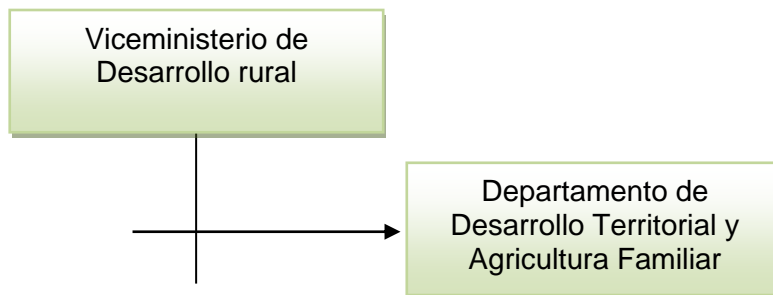 Viceministerio de
Desarrollo rural
Departamento de
Desarrollo Territorial y
Agricultura Familiar